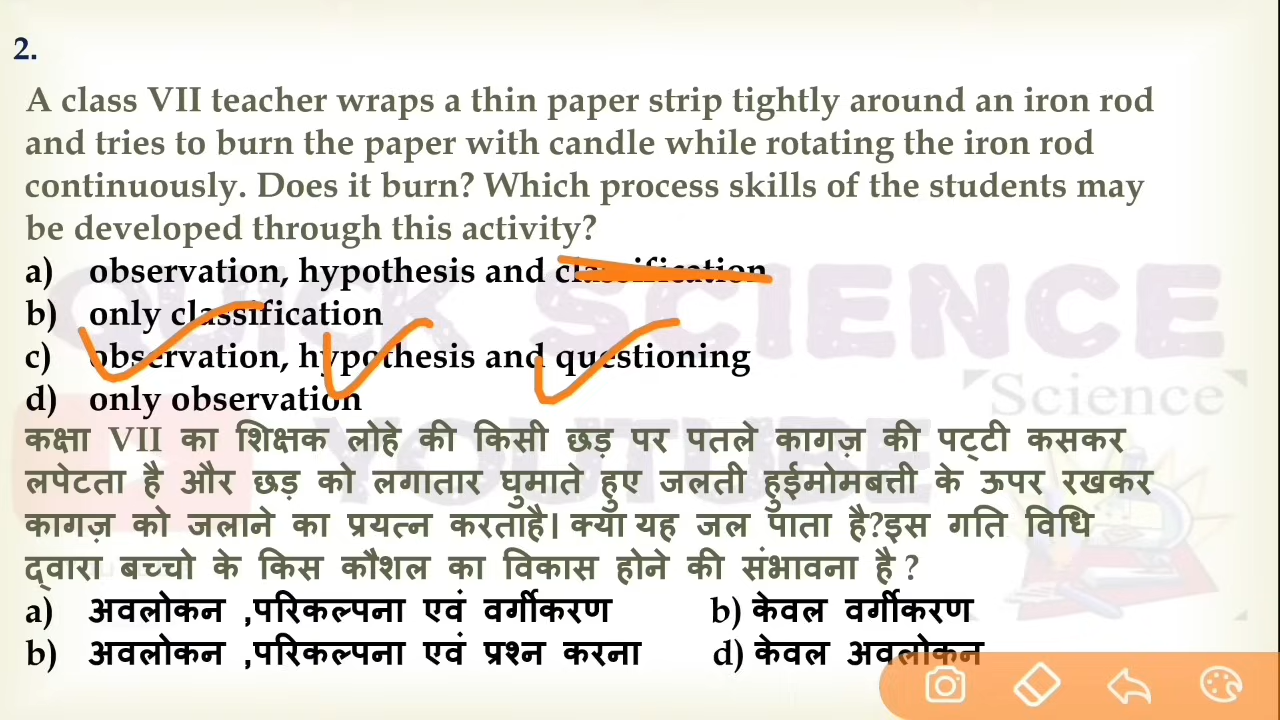 2.
A class VII teacher wraps a thin paper strip tightly around an iron rod
and tries to burn the paper with candle while rotating the iron rod
continuously. Does it burn? Which process skills of the students may
be developed through this activity?
a) observation, hypothesis and classification
b) only classification
c) observation, hypothesis and questioning
d) only observation
कक्षा VII का शिक्षक लोहे की किसी छड़ पर पतले कागज़ की पट्टी कसकर
लपेटता है और छड़ को लगातार घुमाते हुए जलती हुईमोमबत्ती के ऊपर रखकर
कागज़ को जलाने का प्रयत्न करताहै। क्या यह जल पाता है?इस गति विधि
द्वारा बच्चो के किस कौशल का विकास होने की संभावना है ?
a) अवलोकन ,परिकल्पना एवं वर्गीकरण b) केवल वर्गीकरण
b) अवलोकन ,परिकल्पना एवं प्रश्न करना d) केवल अवलोकन
QUICK SCIENCE
Science
YOUTUBE